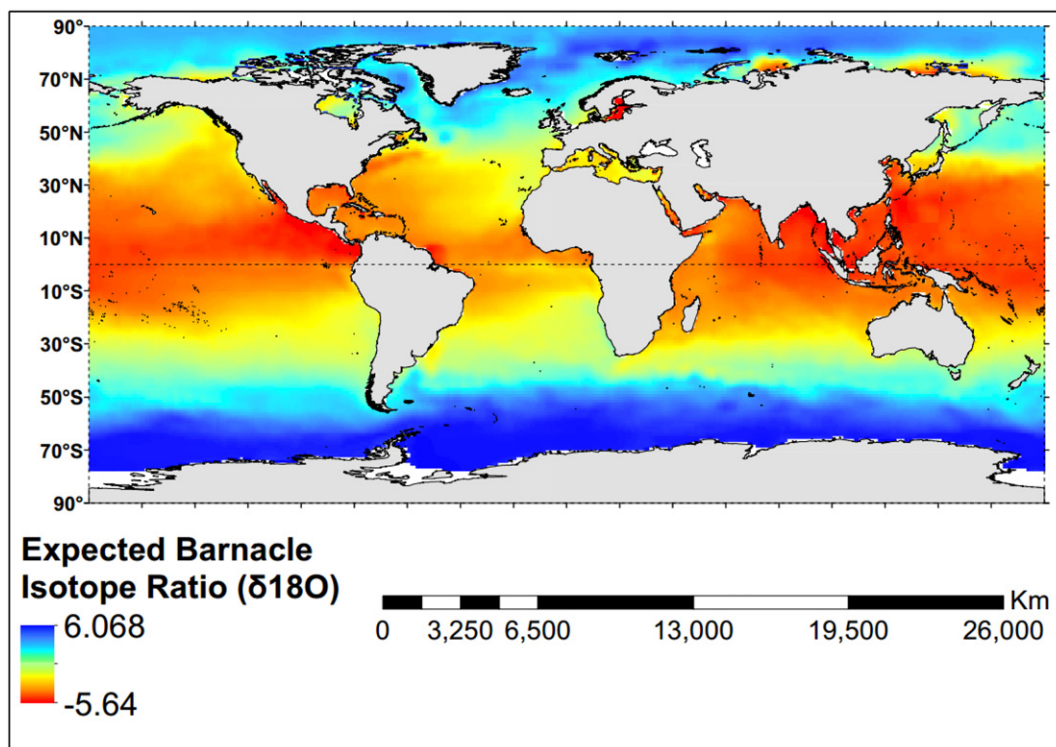 90°
70°N
50°N
30°N
10°N
10°S
30°S
50°S
70°S
90°
Expected Barnacle
Isotope Ratio (δ18O)
6.068
-5.64
Km
0 3,250 6,500 13,000 19,500 26,000